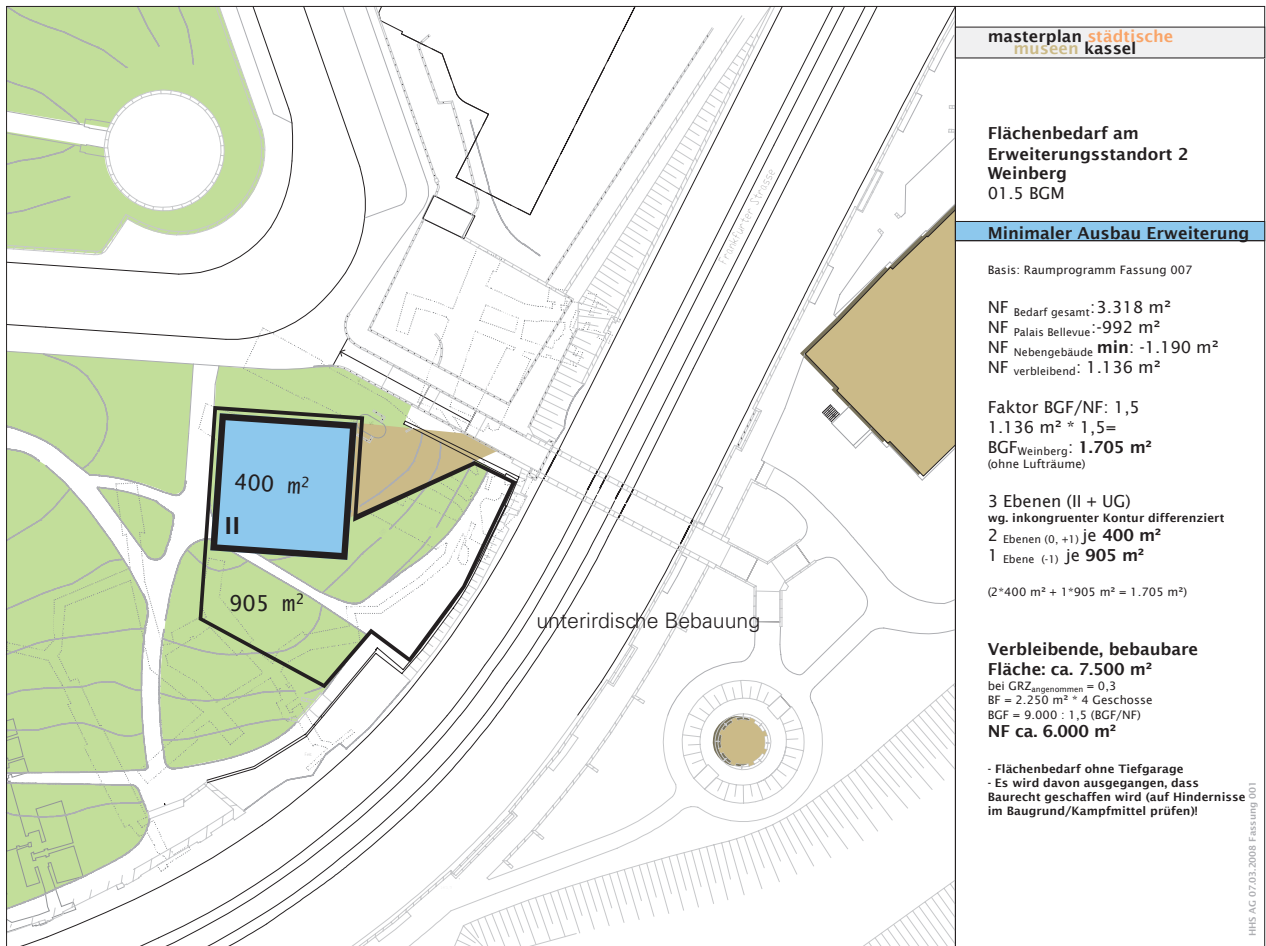 masterplan städtische
museen kassel
Flächenbedarf am
Erweiterungsstandort 2
Weinberg
01.5 BGM
Minimaler Ausbau Erweiterung
Basis: Raumprogramm Fassung 007
NF Bedarf gesamt: 3.318 m²
NF Palais Bellevue: -992 m²
NF Nebengebäude min: -1.190 m²
NF verbleibend: 1.136 m²
Faktor BGF/NF: 1,5
1.136 m² * 1,5=
BGF Weinberg: 1.705 m²
(ohne Lufträume)
3 Ebenen (II + UG)
wg. inkongruenter Kontur differenziert
2 Ebenen (0, +1) je 400 m²
1 Ebene (-1) je 905 m²
(2*400 m² + 1*905 m² = 1.705 m²)
Verbleibende, bebaubare
Fläche: ca. 7.500 m²
bei GRZ angenommen = 0,3
BF = 2.250 m² * 4 Geschosse
BGF = 9.000 : 1,5 (BGF/NF)
NF ca. 6.000 m²
- Flächenbedarf ohne Tiefgarage
- Es wird davon ausgegangen, dass
Baurecht geschaffen wird (auf Hindernisse
im Baugrund/Kampfmittel prüfen)!
HHS AG 07.03.2008 Fassung 001
Frankfurter Strasse
400 m²
II
905 m²
unterirdische Bebauung